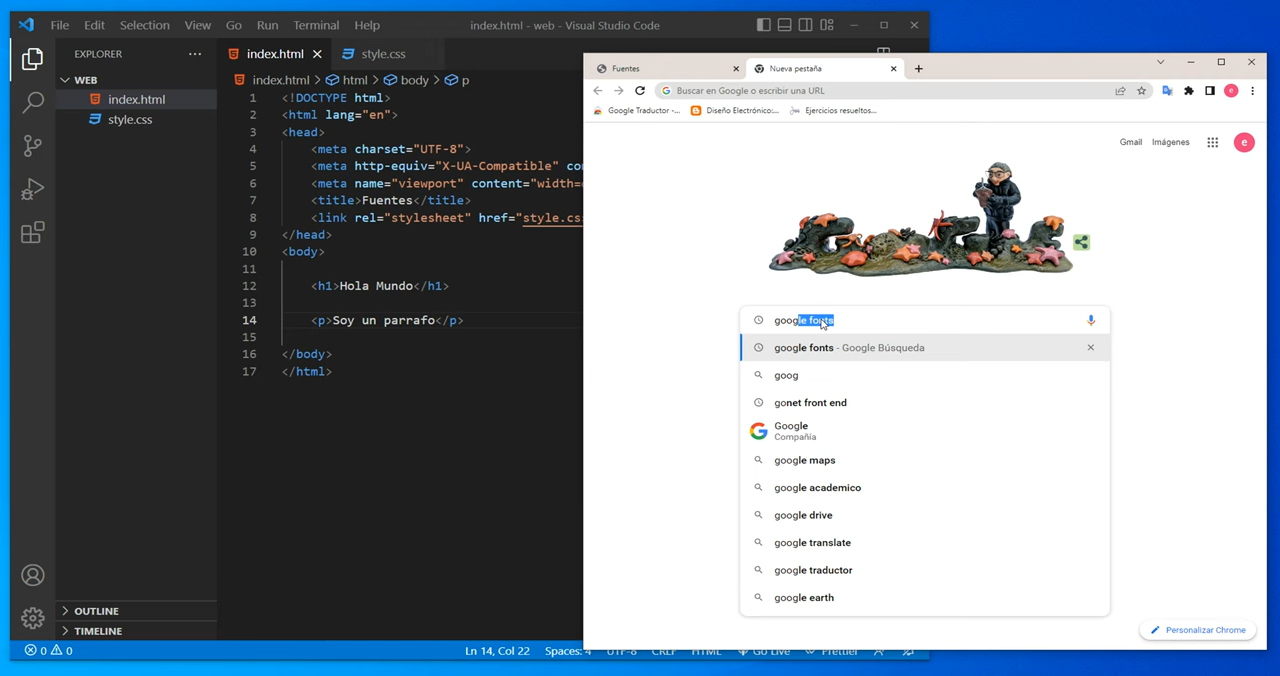 File Edit Selection View Go Run Terminal Help
index.html - web - Visual Studio Code
EXPLORER
WEB
index.html
style.css
OUTLINE
TIMELINE
index.html style.css
index.html > html > body > p
1 <!DOCTYPE html>
2 <html lang="en">
3 <head>
4 <meta charset="UTF-8">
5 <meta http-equiv="X-UA-Compatible" co
6 <meta name="viewport" content="width=
7 <title>Fuentes</title>
8 <link rel="stylesheet" href="style.cs
9 </head>
10 <body>
11
12 <h1>Hola Mundo</h1>
13
14 <p>Soy un parrafo</p>
15
16 </body>
17 </html>
0 0 Ln 14, Col 22 Spaces: 4 UTF-8 CRLF HTML Go Live Prettier
Fuentes Nueva pestaña
Buscar en Google o escribir una URL
e
Google Traductor -... Diseño Electrónico:... Ejercicios resueltos...
Gmail Imágenes e
google fonts
google fonts - Google Búsqueda
goog
gonet front end
Google
Compañía
google maps
google academico
google drive
google translate
google traductor
google earth
Personalizar Chrome